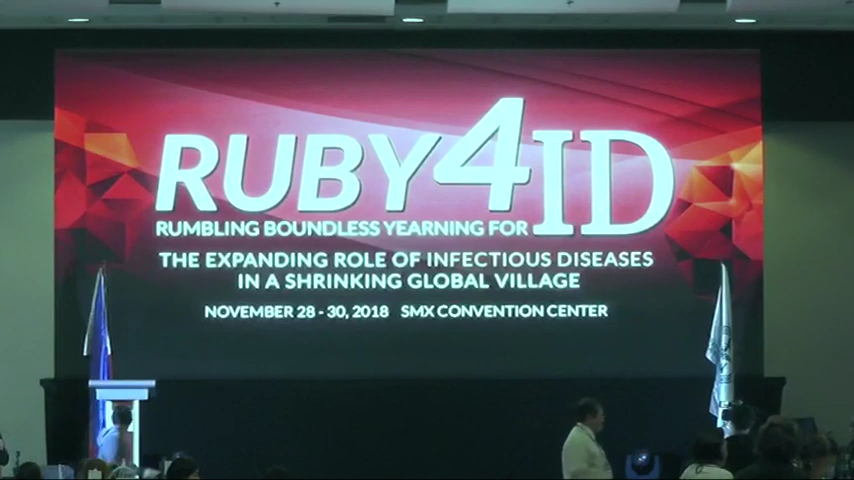 RUBY4ID
RUMBLING BOUNDLESS YEARNING FOR
THE EXPANDING ROLE OF INFECTIOUS DISEASES
IN A SHRINKING GLOBAL VILLAGE
NOVEMBER 28 - 30, 2018 SMX CONVENTION CENTER